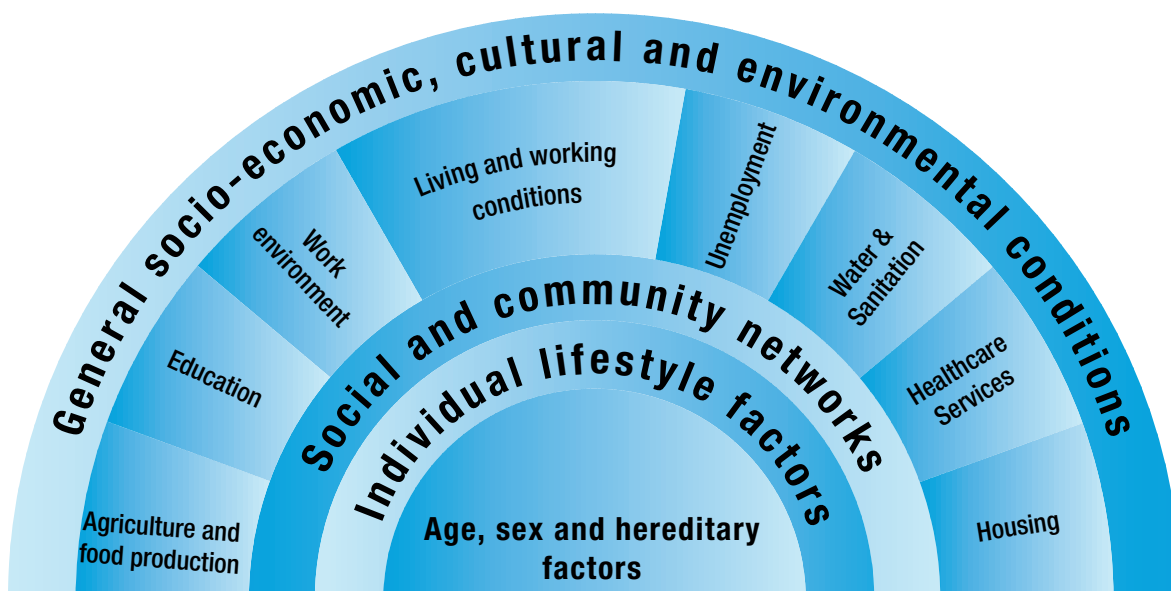 General socio-economic, cultural and environmental conditions
Agriculture and
food production
Education
Work
environment
Living and working
conditions
Unemployment
Water &
Sanitation
Healthcare
Services
Housing
Social and community networks
Individual lifestyle factors
Age, sex and hereditary
factors